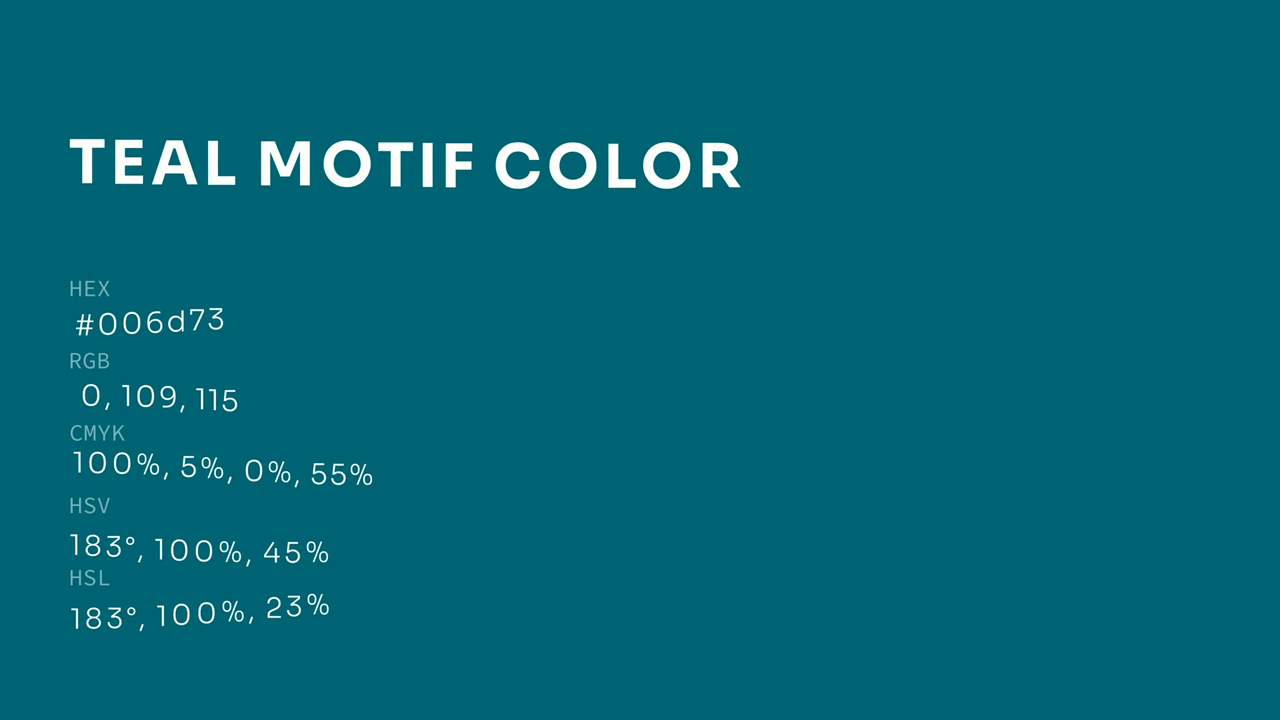 TEAL MOTIF COLOR
HEX
#006d73
RGB
0, 109, 115
CMYK
100%, 5%, 0%, 55%
HSV
183°, 100%, 45%
HSL
183°, 100%, 23%